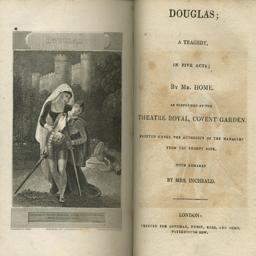 DOUGLAS
DOUGLAS;
A TRAGEDY,
IN FIVE ACTS;
BY MR. HOME.
AS PERFORMED AT THE
THEATRE ROYAL, COVENT GARDEN.
PRINTED UNDER THE AUTHORITY OF THE MANAGERS
FROM THE PROMPT BOOK,
WITH REMARKS
BY MRS. INCHBALD.
LONDON:
PRINTED FOR LONGMAN, HURST, REES, AND ORME,
PATERNOSTER ROW.